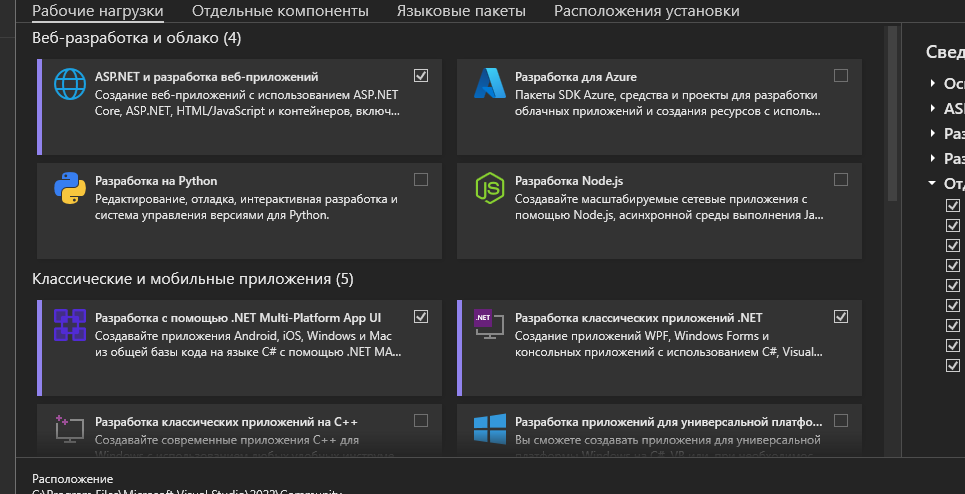 Рабочие нагрузки Отдельные компоненты Языковые пакеты Расположения установки
Веб-разработка и облако (4)
ASP.NET и разработка веб-приложений
Создание веб-приложений с использованием ASP.NET
Core, ASP.NET, HTML/JavaScript и контейнеров, включ...
Разработка для Azure
Пакеты SDK Azure, средства и проекты для разработки
облачных приложений и создания ресурсов с исполь...
Разработка на Python
Редактирование, отладка, интерактивная разработка и
система управления версиями для Python.
Разработка Node.js
Создавайте масштабируемые сетевые приложения с
помощью Node.js, асинхронной среды выполнения Ja...
Классические и мобильные приложения (5)
Разработка с помощью .NET Multi-Platform App UI
Создавайте приложения Android, iOS, Windows и Mac
из общей базы кода на языке C# с помощью .NET MA...
.NET
Разработка классических приложений .NET
Создание приложений WPF, Windows Forms и
консольных приложений с использованием C#, Visual...
Разработка классических приложений на C++
Создавайте современные приложения C++ для
Разработка приложений для универсальной платфо...
Вы сможете создавать приложения для универсальной
Расположение
C:\Program Files\Microsoft Visual Studio\2022\Community
Свед
Осн
ASP
Раз
Раз
Отд